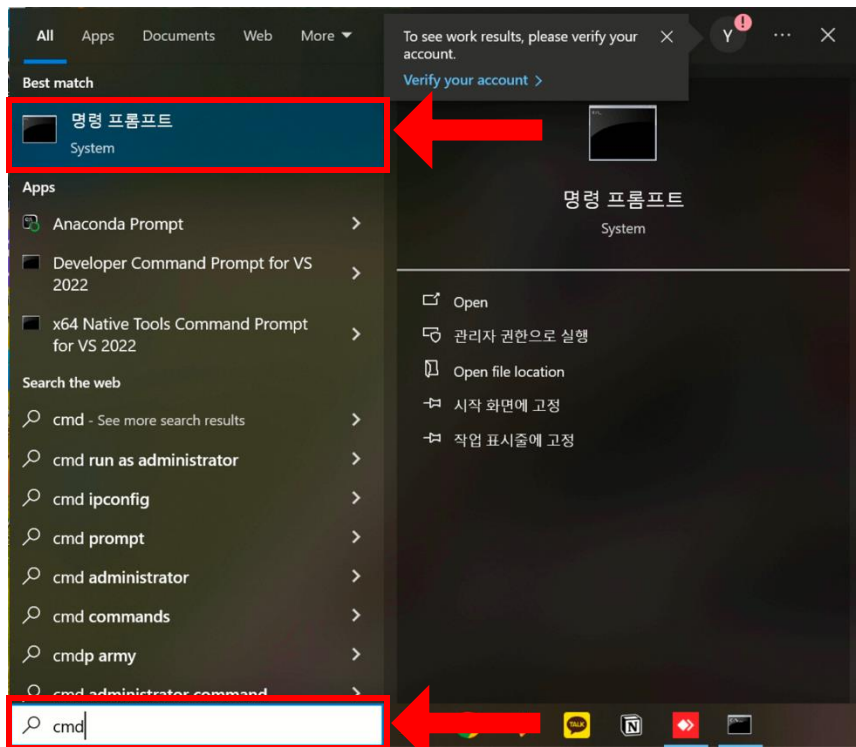 All Apps Documents Web More
To see work results, please verify your
account.
Verify your account >
Y
!
Best match
명령 프롬프트
System
Apps
Anaconda Prompt
Developer Command Prompt for VS
2022
x64 Native Tools Command Prompt
for VS 2022
Search the web
cmd - See more search results
cmd run as administrator
cmd ipconfig
cmd prompt
cmd administrator
cmd commands
cmdp army
cmd administrator command
cmd
명령 프롬프트
System
Open
관리자 권한으로 실행
Open file location
시작 화면에 고정
작업 표시줄에 고정
TALK
N